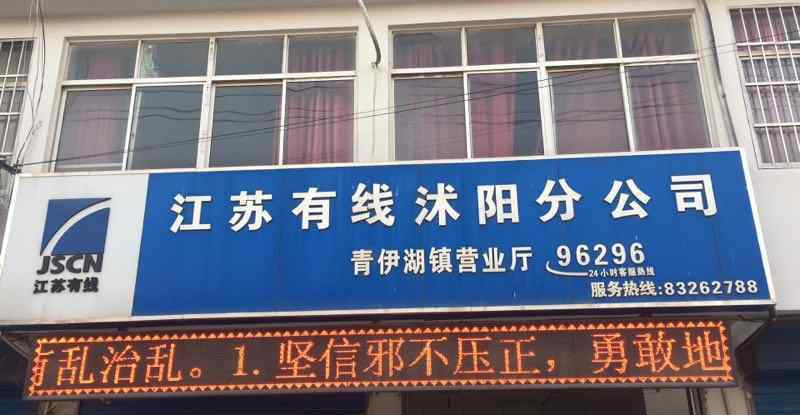 江苏有线沭阳分公司
JSCN
江苏有线
青伊湖镇营业厅
96296
24小时客服热线
服务热线:83262788
乱治乱。1.坚信邪不压正，勇敢地